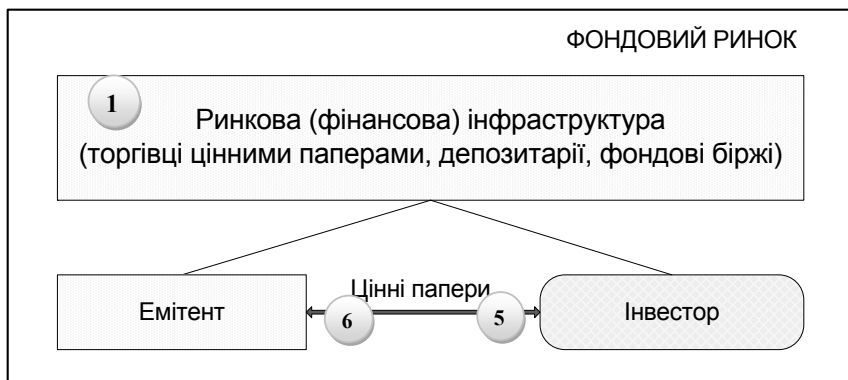 ФОНДОВИЙ РИНОК
1
Ринкова (фінансова) інфраструктура
(торгівці цінними паперами, депозитарії, фондові біржі)
Цінні папери
Емітент
6
5
Інвестор